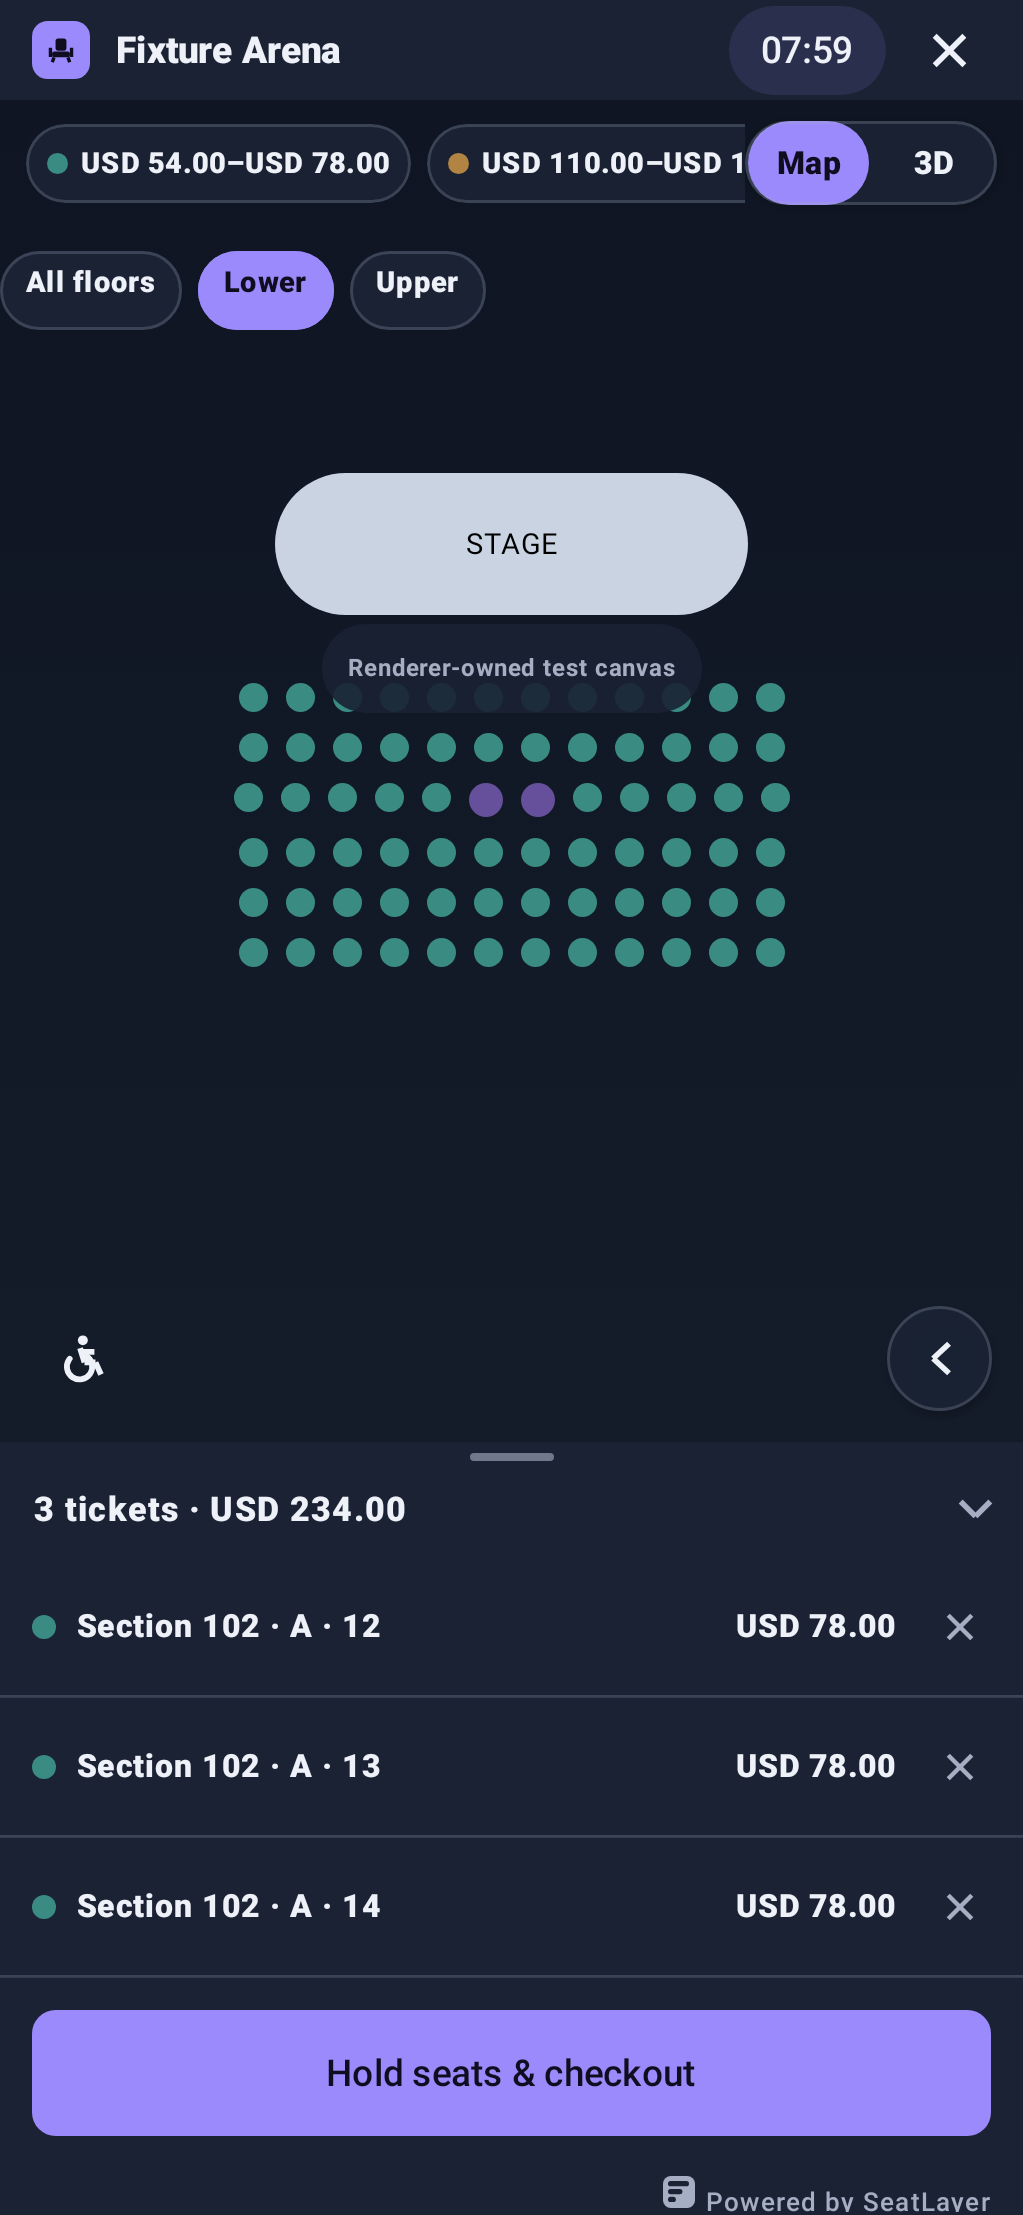 Fixture Arena
07:59
USD 54.00–USD 78.00
USD 110.00–USD 1
Map
3D
All floors
Lower
Upper
STAGE
Renderer-owned test canvas
3 tickets · USD 234.00
Section 102 · A · 12
USD 78.00
Section 102 · A · 13
USD 78.00
Section 102 · A · 14
USD 78.00
Hold seats & checkout
Powered by SeatLayer